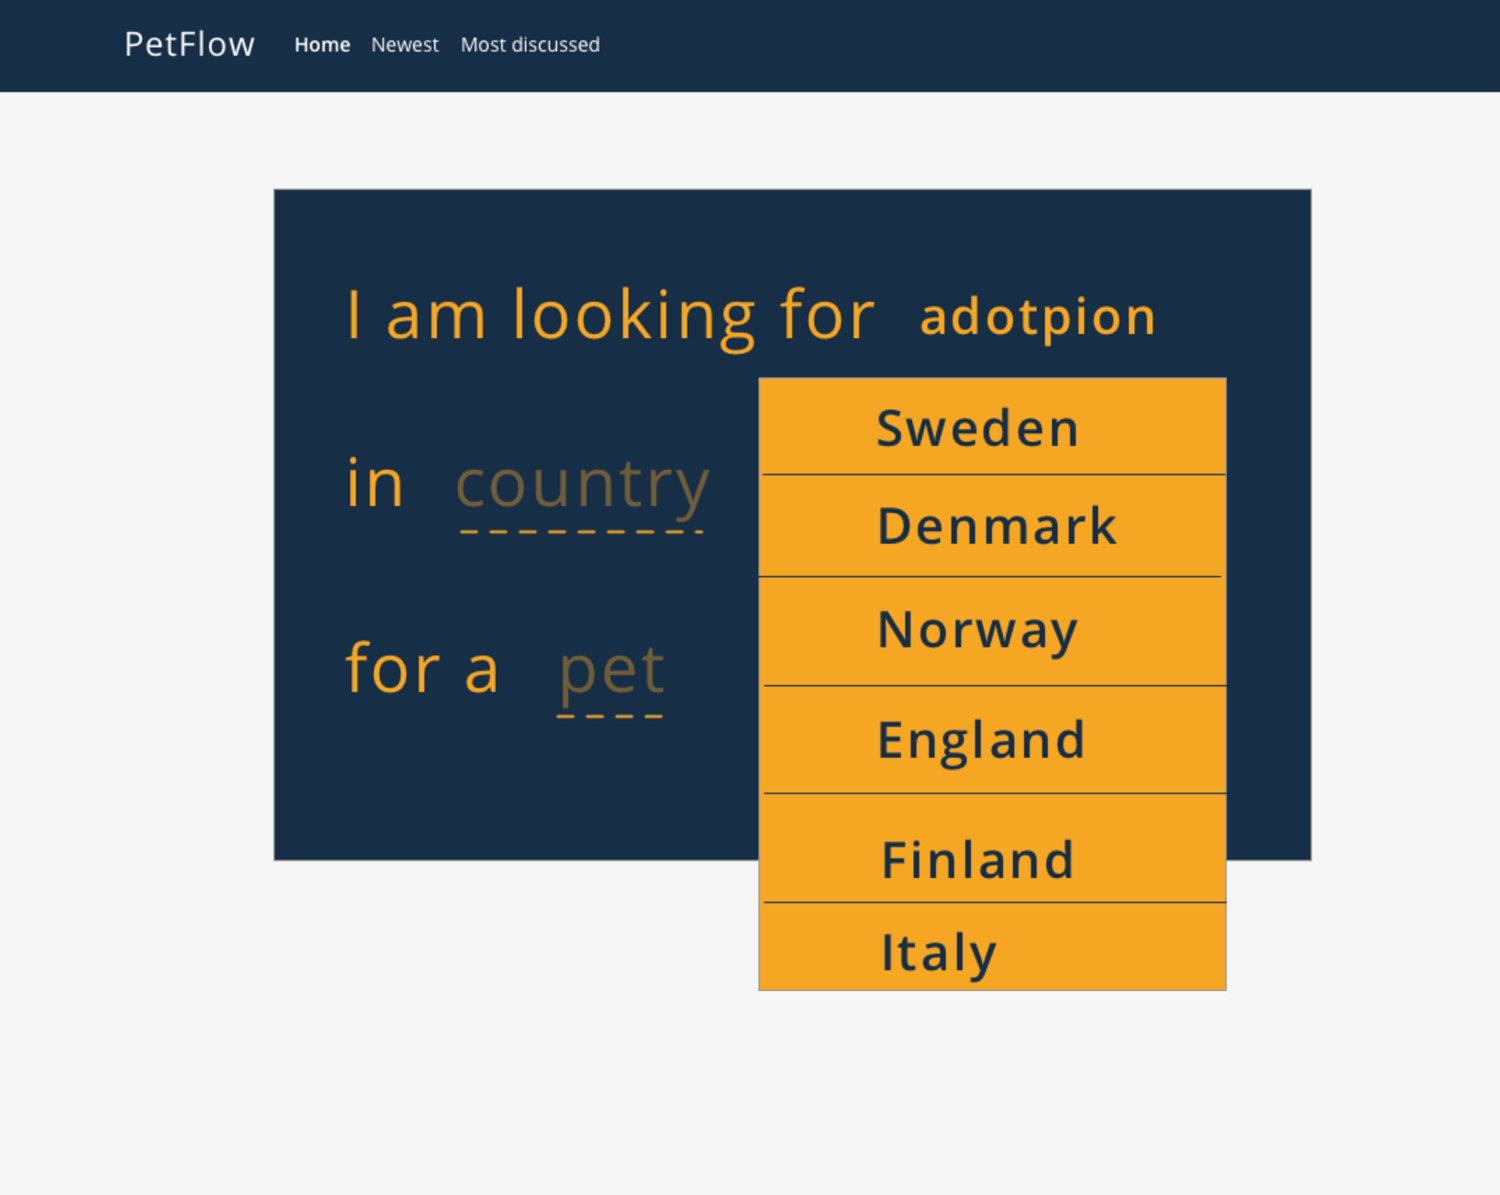 PetFlow Home Newest Most discussed
I am looking for adotpion
in country
for a pet
Sweden
Denmark
Norway
England
Finland
Italy